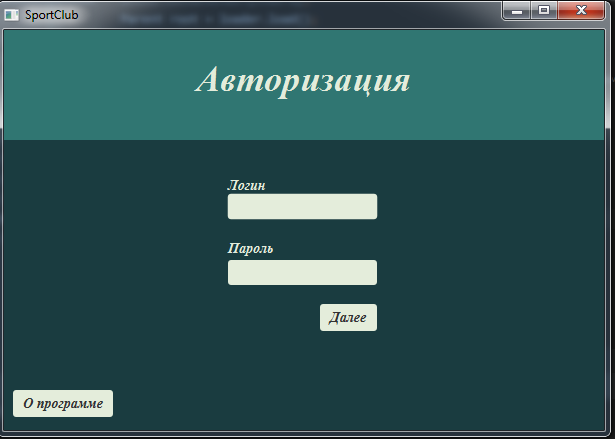 SportClub
Авторизация
Логин
Пароль
Далее
О программе